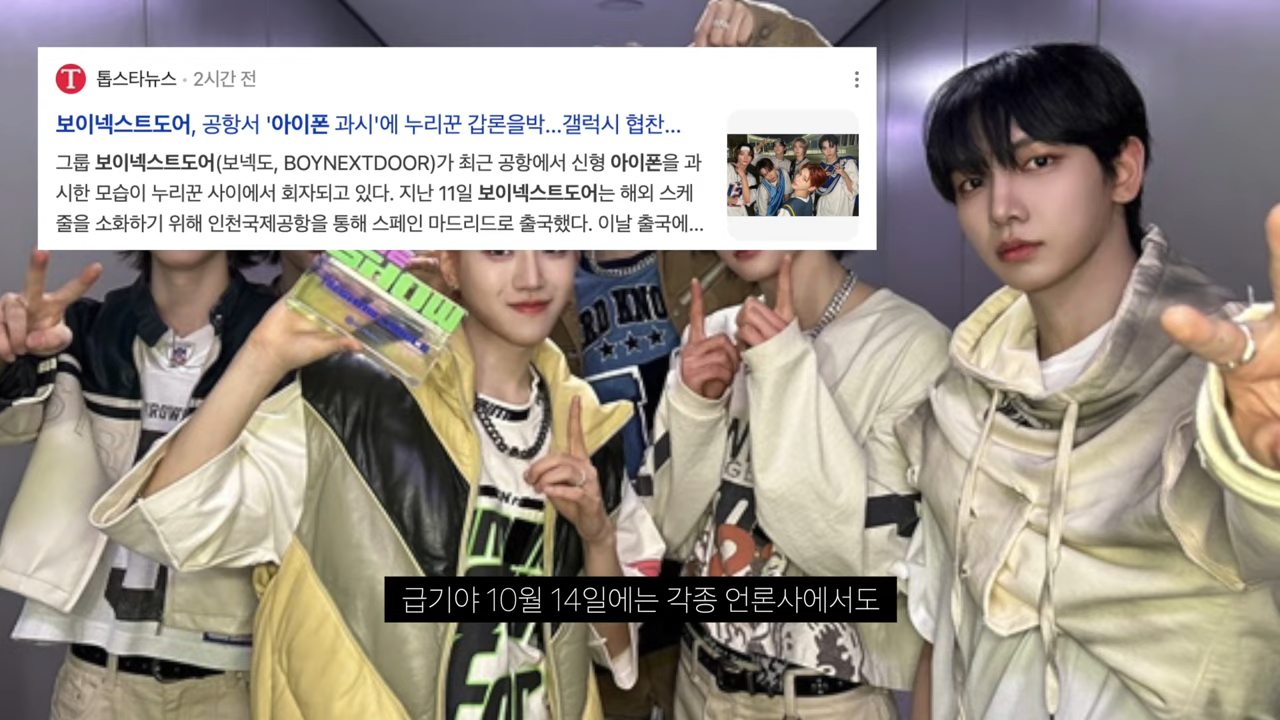 T 톱스타뉴스 · 2시간 전
보이넥스트도어, 공항서 '아이폰 과시'에 누리꾼 갑론을박...갤럭시 협찬...
그룹 보이넥스트도어(보넥도, BOYNEXTDOOR)가 최근 공항에서 신형 아이폰을 과
시한 모습이 누리꾼 사이에서 회자되고 있다. 지난 11일 보이넥스트도어는 해외 스케
줄을 소화하기 위해 인천국제공항을 통해 스페인 마드리드로 출국했다. 이날 출국에...
SHOW
RD KNO
NFL
급기야 10월 14일에는 각종 언론사에서도